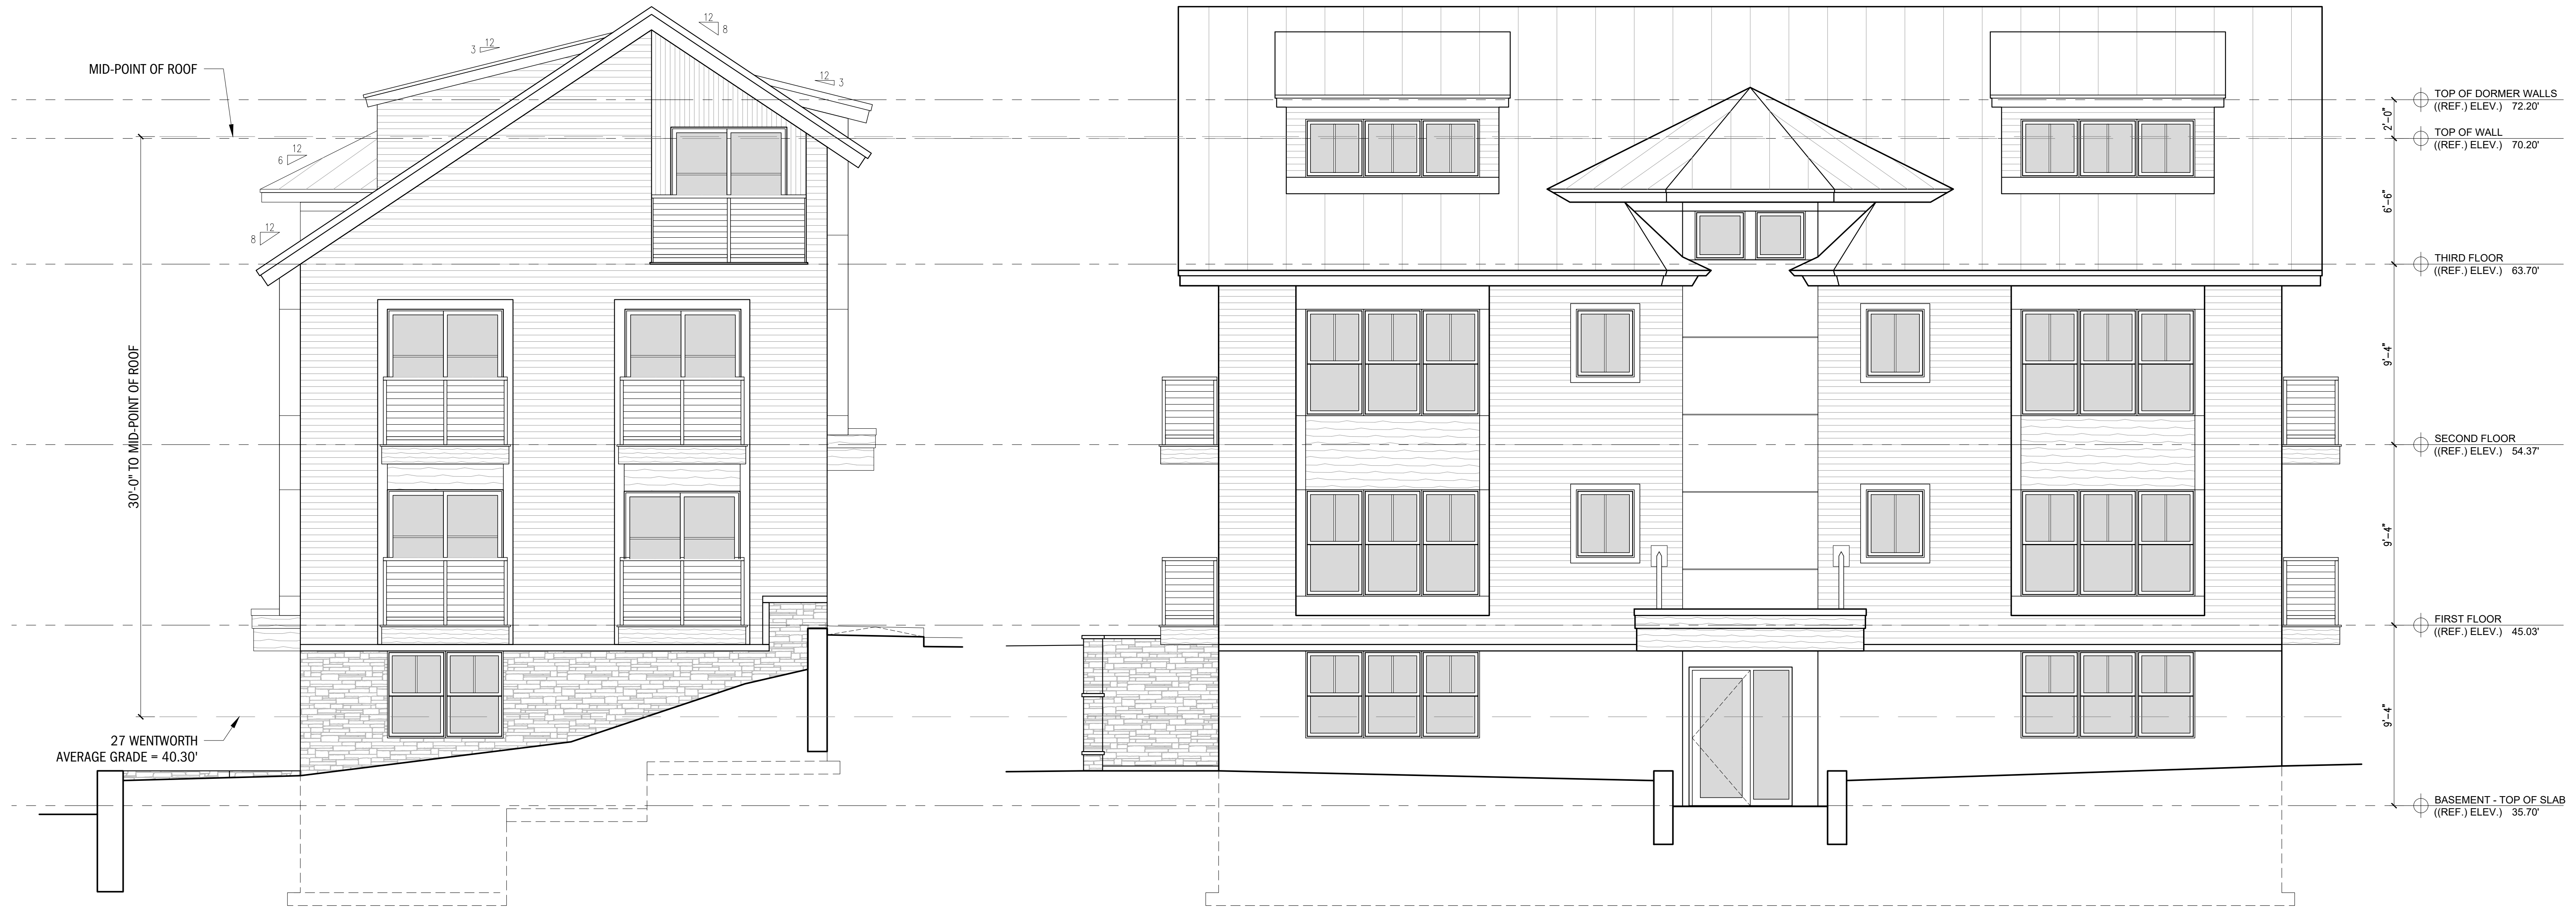 12
8
12
3
MID-POINT OF ROOF
12
3
12
6
12
8
30'-0" TO MID-POINT OF ROOF
27 WENTWORTH
AVERAGE GRADE = 40.30'
TOP OF DORMER WALLS
((REF.) ELEV.) 72.20'
2'-0"
TOP OF WALL
((REF.) ELEV.) 70.20'
6'-6"
THIRD FLOOR
((REF.) ELEV.) 63.70'
9'-4"
SECOND FLOOR
((REF.) ELEV.) 54.37'
9'-4"
FIRST FLOOR
((REF.) ELEV.) 45.03'
9'-4"
BASEMENT - TOP OF SLAB
((REF.) ELEV.) 35.70'